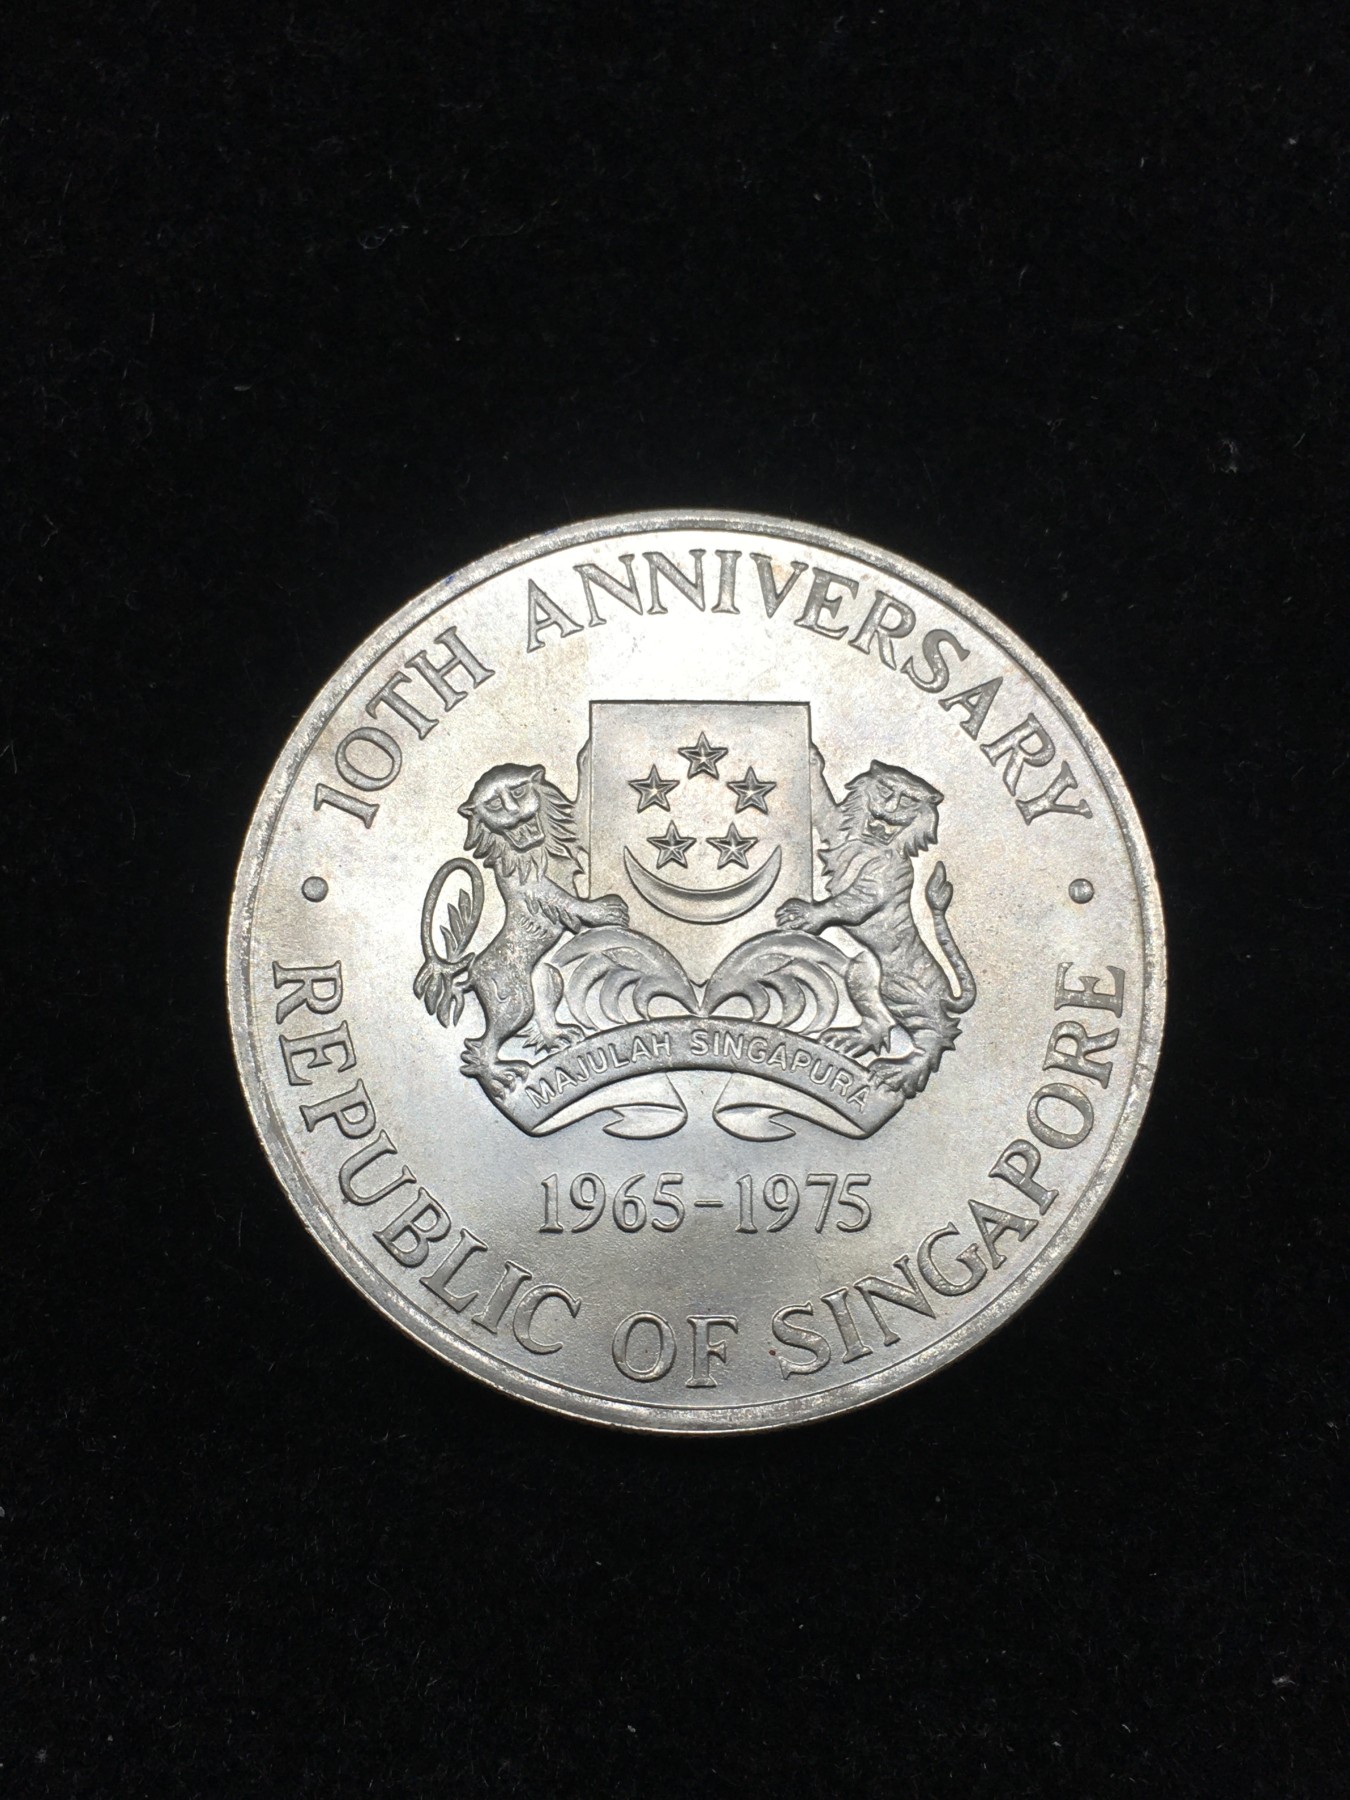 10TH ANNIVERSARY
MAJULAH SINGAPURA
1965-1975
REPUBLIC OF SINGAPORE